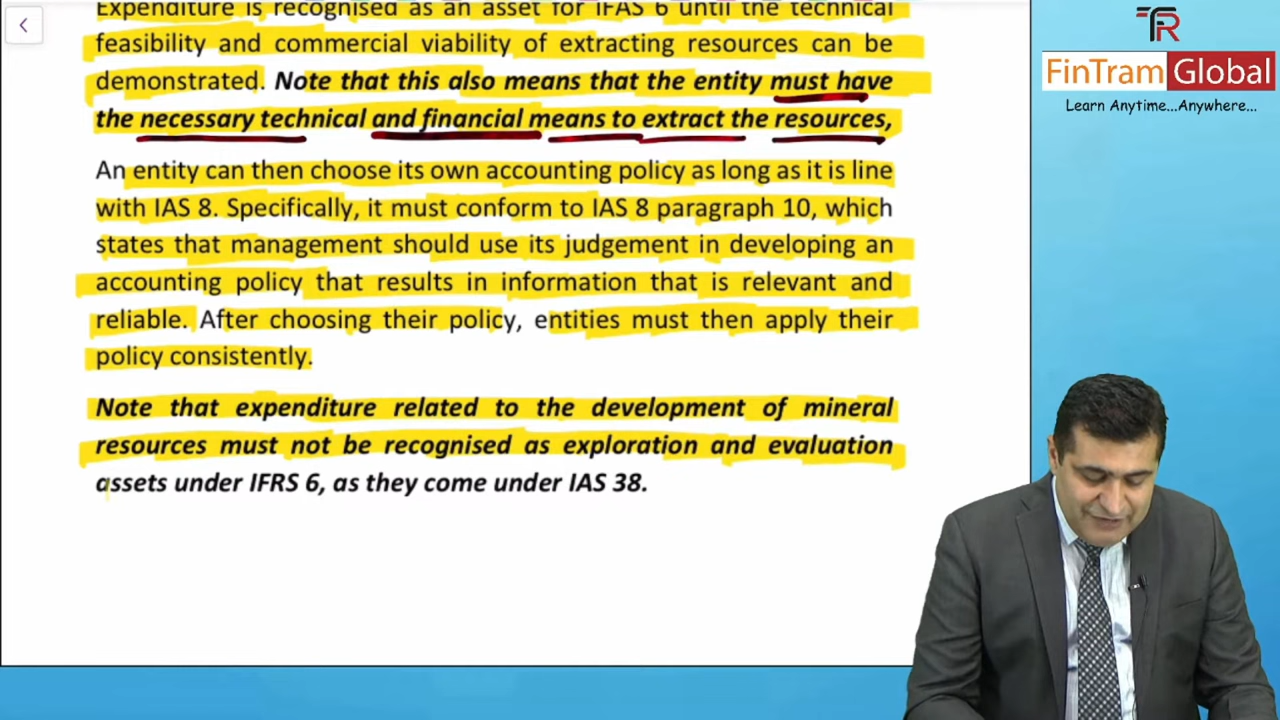 Expenditure is recognised as an asset for IFAS 6 until the technical
feasibility and commercial viability of extracting resources can be
demonstrated. Note that this also means that the entity must have
the necessary technical and financial means to extract the resources,
An entity can then choose its own accounting policy as long as it is line
with IAS 8. Specifically, it must conform to IAS 8 paragraph 10, which
states that management should use its judgement in developing an
accounting policy that results in information that is relevant and
reliable. After choosing their policy, entities must then apply their
policy consistently.
Note that expenditure related to the development of mineral
resources must not be recognised as exploration and evaluation
assets under IFRS 6, as they come under IAS 38.
FinTram Global
Learn Anytime...Anywhere...